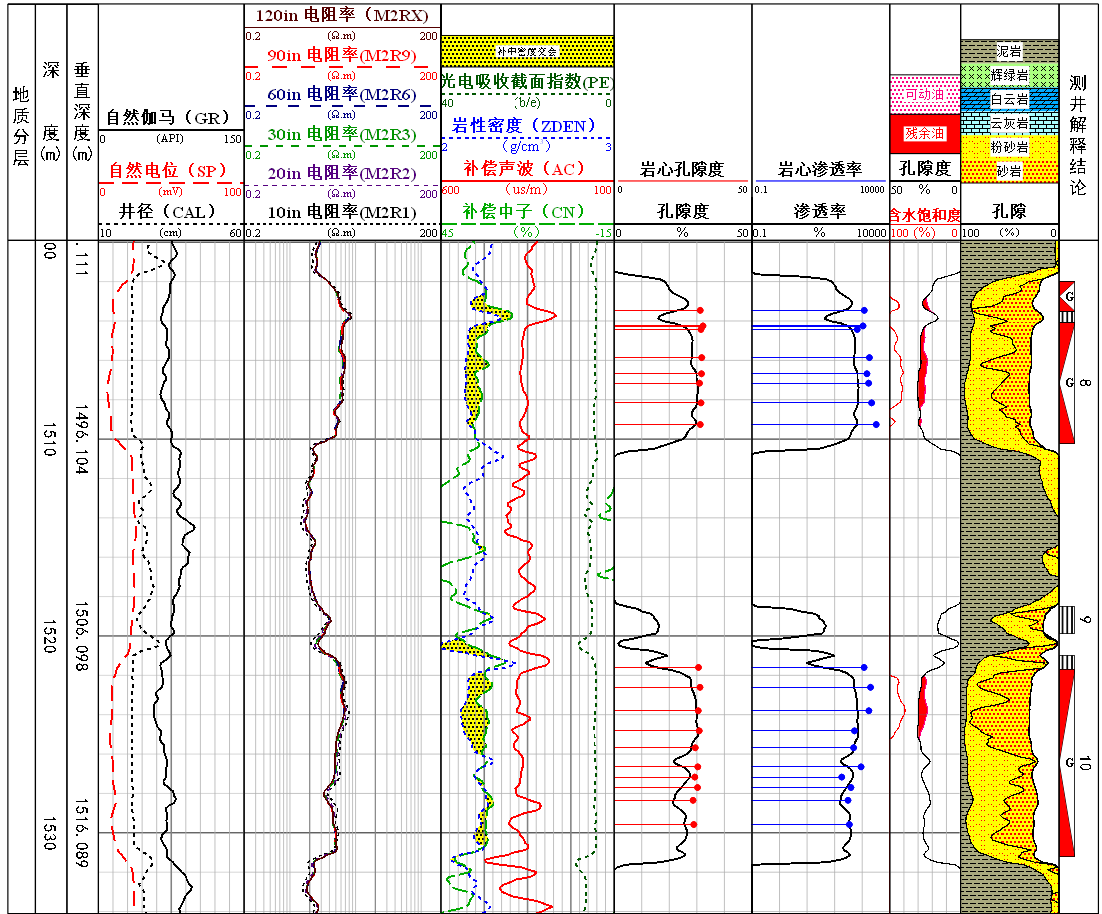 地质分层
深 度(m)
垂直深度(m)
自然伽马（GR）
0 (API) 150
自然电位（SP）
0 (mV) 100
井径（CAL）
10 (cm) 60
120in 电阻率（M2RX）
0.2 (Ω.m) 200
90in 电阻率(M2R9)
0.2 (Ω.m) 200
60in 电阻率（M2R6）
0.2 (Ω.m) 200
30in 电阻率(M2R3)
0.2 (Ω.m) 200
20in 电阻率(M2R2)
0.2 (Ω.m) 200
10in 电阻率(M2R1)
0.2 (Ω.m) 200
补中密度交会
光电吸收截面指数(PE)
40 (b/e) 0
岩性密度（ZDEN）
2 (g/cm³) 3
补偿声波（AC）
600 (us/m) 100
补偿中子（CN）
45 (%) -15
岩心孔隙度
0 50
孔隙度
0 % 50
岩心渗透率
0.1 10000
渗透率
0.1 % 10000
可动油
残余油
孔隙度
50 % 0
含水饱和度
100 (%) 0
泥岩
辉绿岩
白云岩
云灰岩
粉砂岩
砂岩
孔隙
100 (%) 0
测井解释结论
00
1510
1520
1530
.111
1496.104
1506.098
1516.089
G
G
8
9
G
10